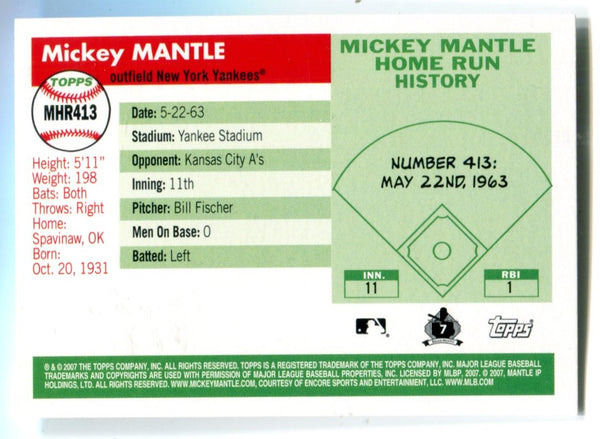 Mickey MANTLE
outfield New York Yankees®
TOPPS
MHR413
Height: 5'11"
Weight: 198
Bats: Both
Throws: Right
Home:
Spavinaw, OK
Born:
Oct. 20, 1931
Date: 5-22-63
Stadium: Yankee Stadium
Opponent: Kansas City A's
Inning: 11th
Pitcher: Bill Fischer
Men On Base: 0
Batted: Left
MICKEY MANTLE
HOME RUN
HISTORY
NUMBER 413:
MAY 22ND, 1963
INN.
11
RBI
1
7
Topps
® & © 2007 THE TOPPS COMPANY, INC. ALL RIGHTS RESERVED. TOPPS IS A REGISTERED TRADEMARK OF THE TOPPS COMPANY, INC. MAJOR LEAGUE BASEBALL
TRADEMARKS AND COPYRIGHTS ARE USED WITH PERMISSION OF MAJOR LEAGUE BASEBALL PROPERTIES, INC. LICENSED BY MLBP, 2007. © 2007, MANTLE IP
HOLDINGS, LTD. ALL RIGHTS RESERVED. WWW.MICKEYMANTLE.COM, COURTESY OF ENCORE SPORTS AND ENTERTAINMENT, LLC. WWW.MLB.COM